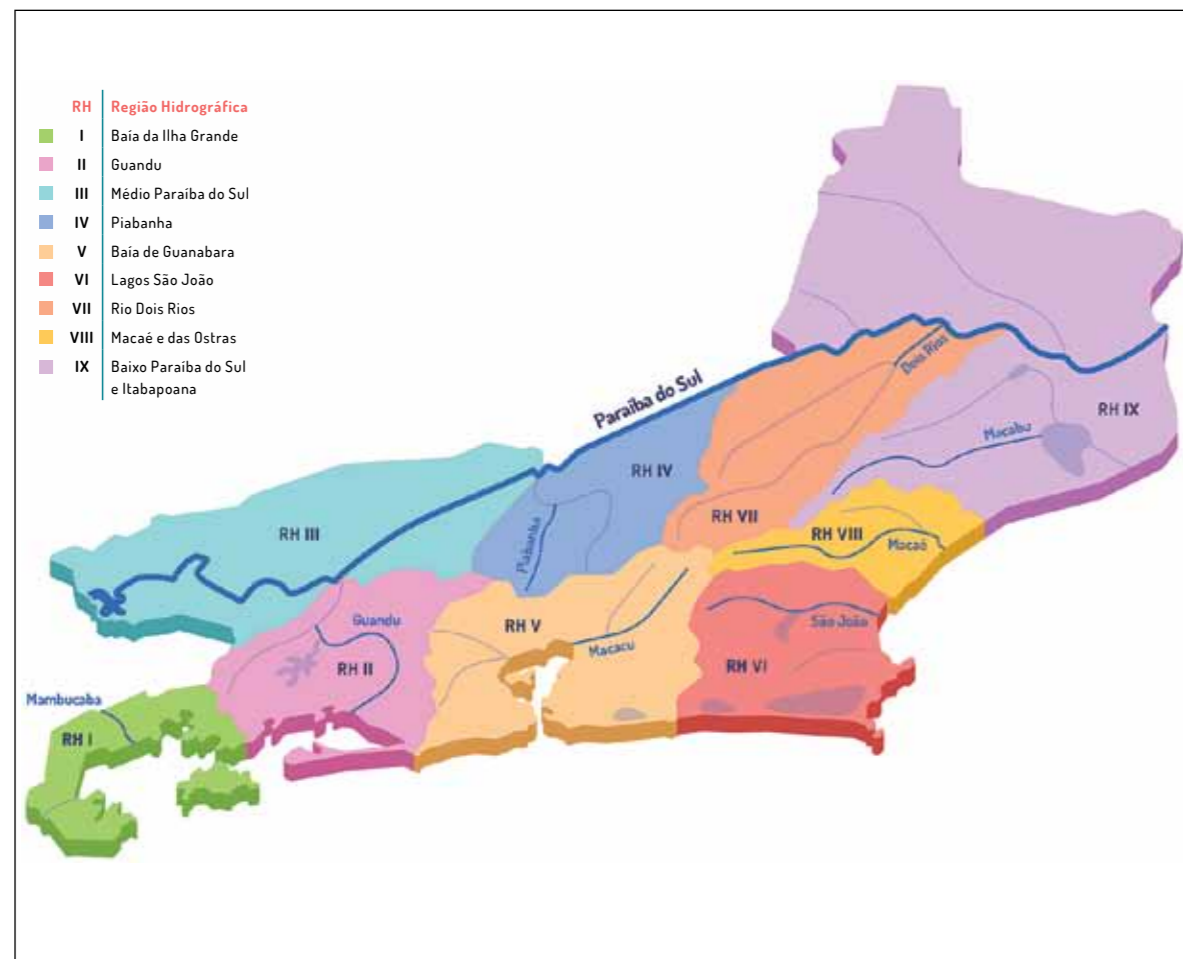 RH Região Hidrográfica
I Baía da Ilha Grande
II Guandu
III Médio Paraíba do Sul
IV Piabanha
V Baía de Guanabara
VI Lagos São João
VII Rio Dois Rios
VIII Macaé e das Ostras
IX Baixo Paraíba do Sul
e Itabapoana
Paraíba do Sul
Dois Rios
RH IX
Macabu
RH IV
RH VII
RH III
Piabanha
RH VIII
Macaé
Guandu
RH V
São João
Macacu
RH II
RH VI
Mambucaba
RH I